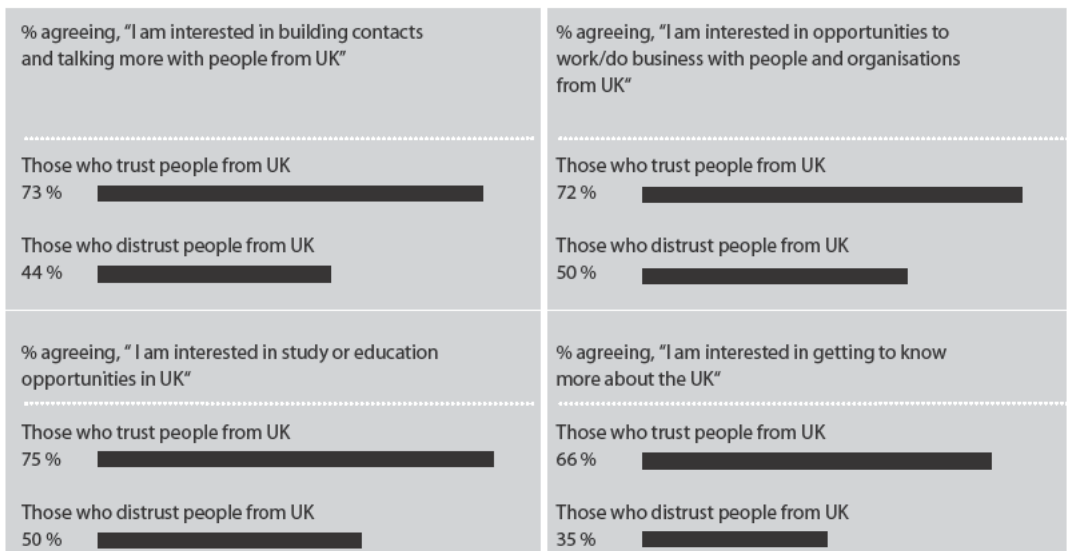 % agreeing, “I am interested in building contacts
and talking more with people from UK”
Those who trust people from UK
73 %
Those who distrust people from UK
44 %
% agreeing, “I am interested in opportunities to
work/do business with people and organisations
from UK“
Those who trust people from UK
72 %
Those who distrust people from UK
50 %
% agreeing, “ I am interested in study or education
opportunities in UK“
Those who trust people from UK
75 %
Those who distrust people from UK
50 %
% agreeing, “I am interested in getting to know
more about the UK“
Those who trust people from UK
66 %
Those who distrust people from UK
35 %